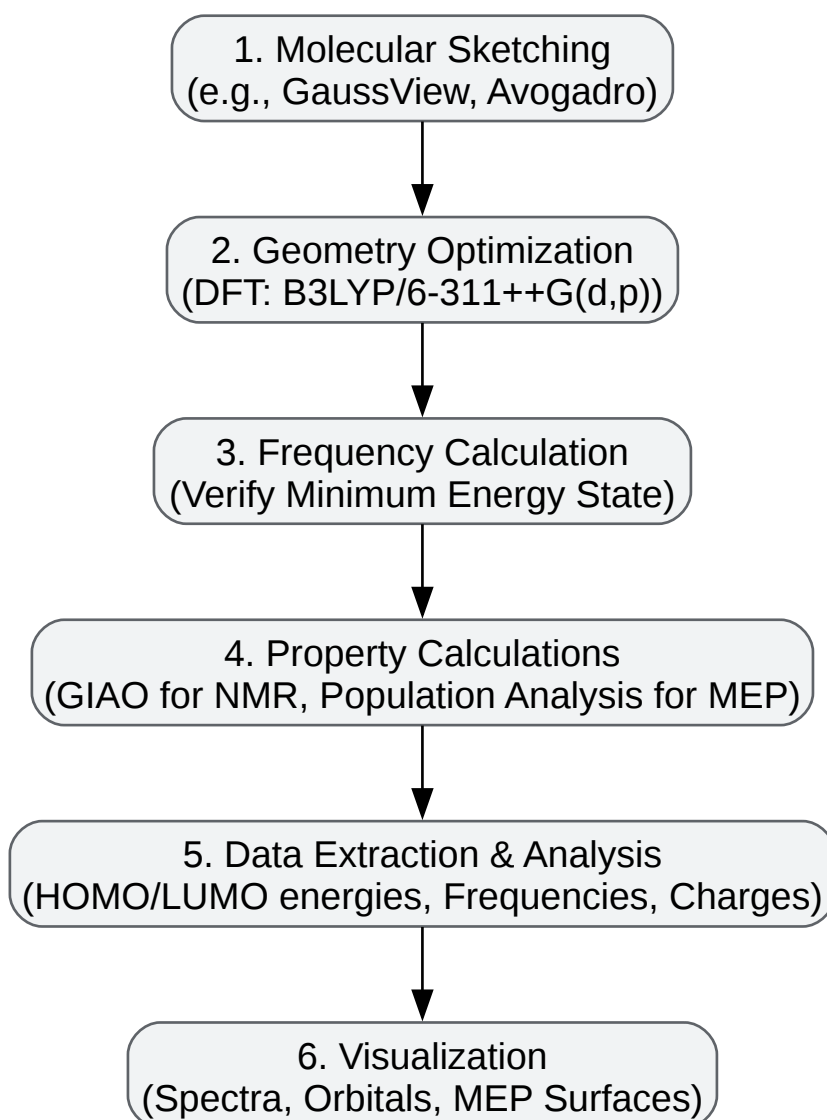 1. Molecular Sketching
(e.g., GaussView, Avogadro)
2. Geometry Optimization
(DFT: B3LYP/6-311++G(d,p))
3. Frequency Calculation
(Verify Minimum Energy State)
4. Property Calculations
(GIAO for NMR, Population Analysis for MEP)
5. Data Extraction & Analysis
(HOMO/LUMO energies, Frequencies, Charges)
6. Visualization
(Spectra, Orbitals, MEP Surfaces)